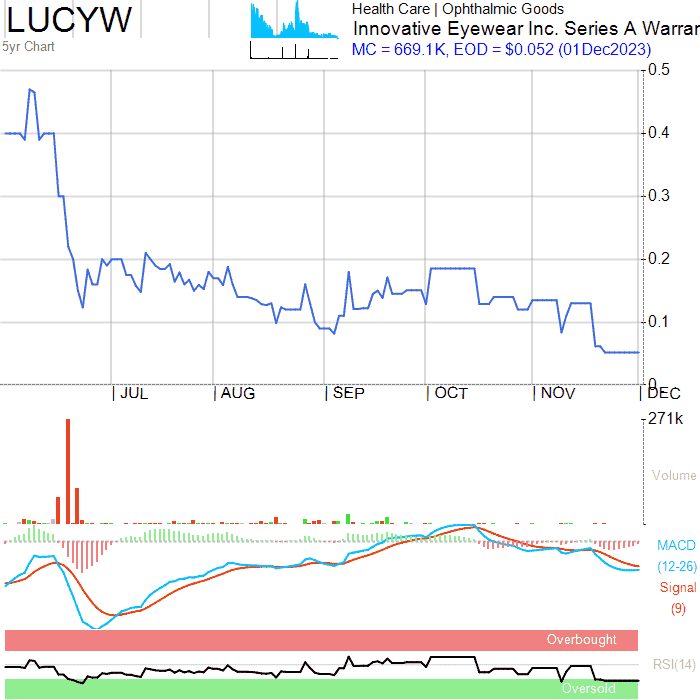 LUCYW
5yr Chart
Health Care | Ophthalmic Goods
Innovative Eyewear Inc. Series A Warran
MC = 669.1K, EOD = $0.052 (01Dec2023)
0.5
0.4
0.3
0.2
0.1
0
JUL AUG SEP OCT NOV DEC
271k
Volume
MACD
(12-26)
Signal
(9)
Overbought
RSI(14)
Oversold